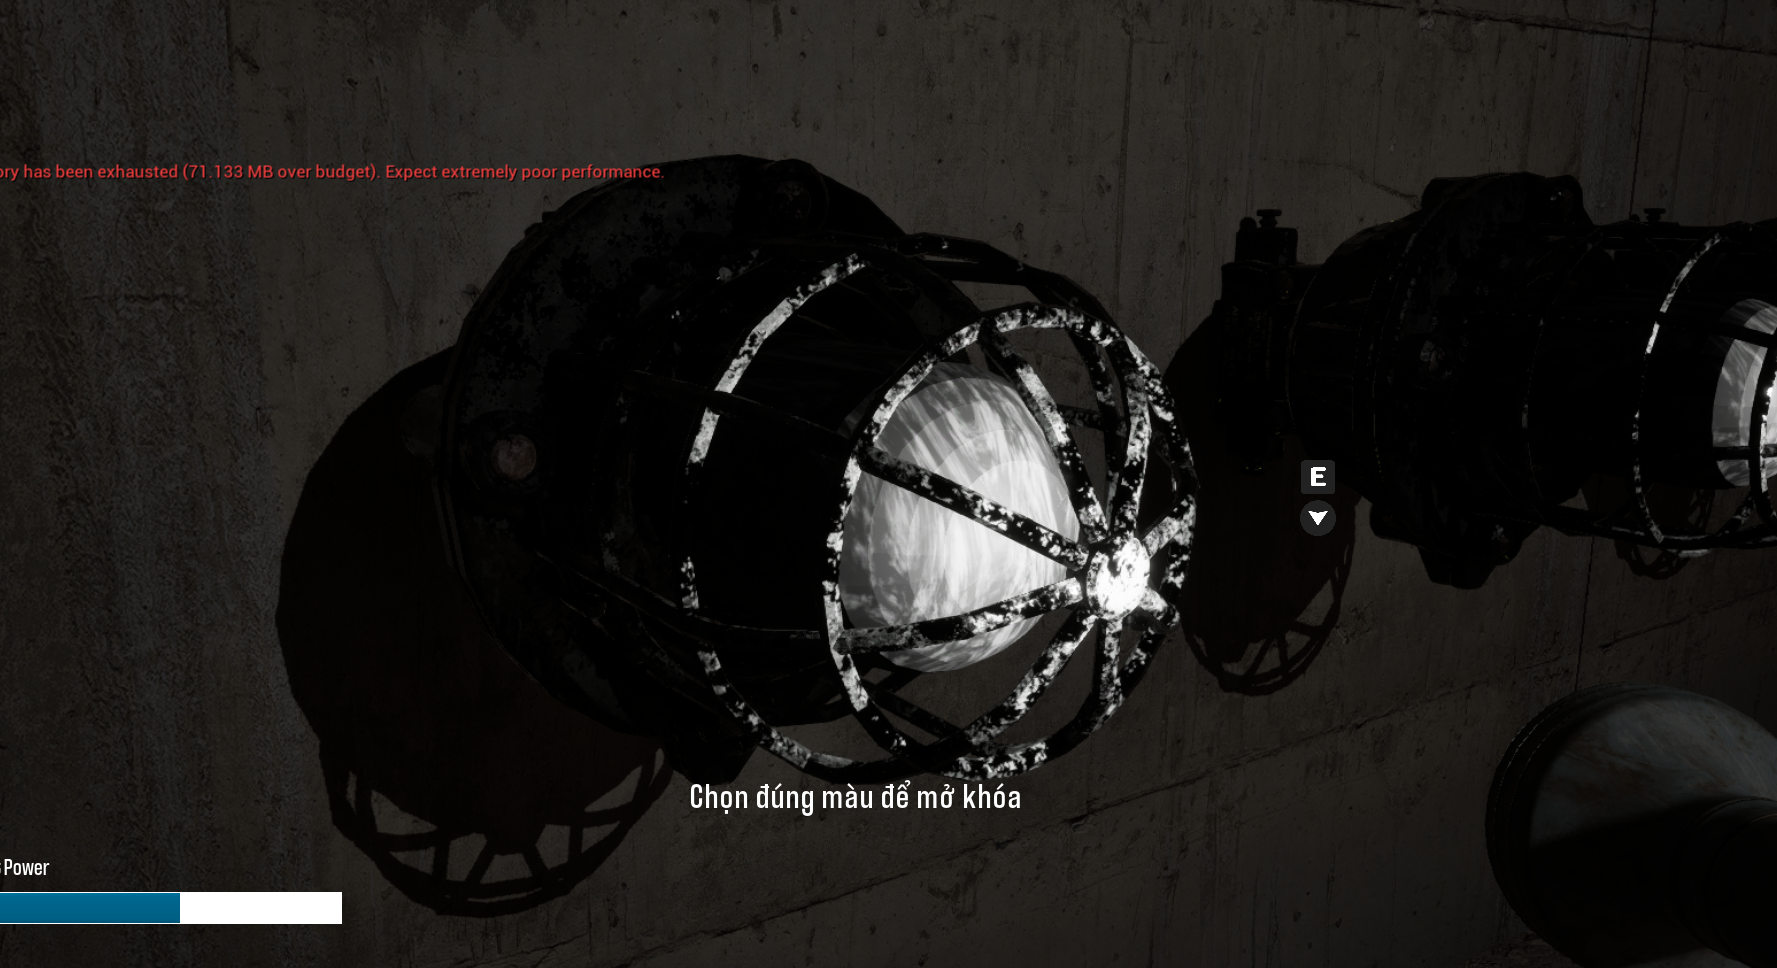 has been exhausted (71.133 MB over budget). Expect extremely poor performance.
E
Chọn đúng màu để mở khóa
Power